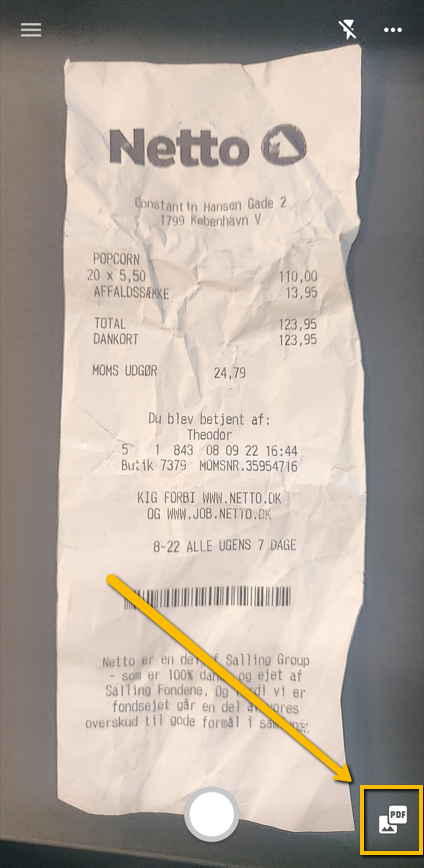 Netto
Constantin Hansen Gade 2
1799 København V
POPCORN
20 x 5,50 110,00
AFFALDSSÆKKE 13,95
TOTAL 123,95
DANKORT 123,95
MOMS UDGØR 24,79
Du blev betjent af:
Theodor
5 1 843 08 09 22 16:44
Butik 7379 MOMSNR.35954716
KIG FORBI WWW.NETTO.DK
OG WWW.JOB.NETTO.DK
8-22 ALLE UGENS 7 DAGE
Netto er en del af Salling Group
- som er 100% og ejet af
Salling Fondene. Og vi er
fondsejet går en del af vores
overskud til gode formål i
PDF